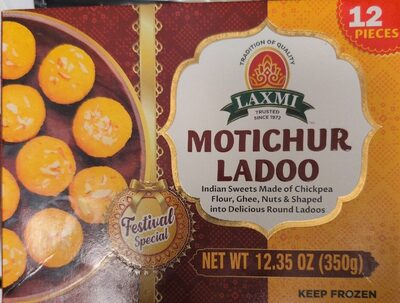 12
PIECES
TRADITION OF QUALITY
LAXMI
TRUSTED
SINCE 1972
MOTICHUR
LADOO
Indian Sweets Made of Chickpea
Flour, Ghee, Nuts & Shaped
into Delicious Round Ladoos
Festival
Special
NET WT 12.35 OZ (350g)
KEEP FROZEN